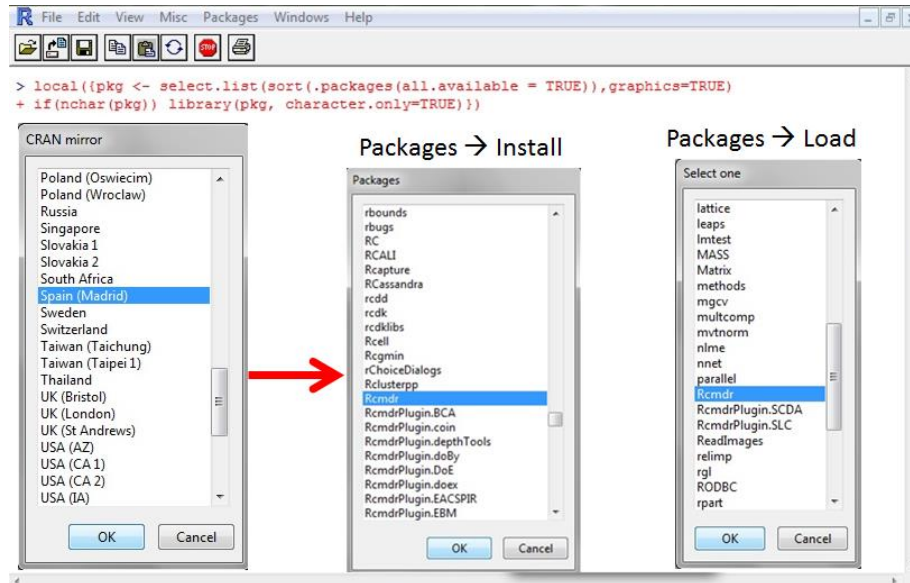 File Edit View Misc Packages Windows Help
STOP
> local({pkg <- select.list(sort(.packages(all.available = TRUE)),graphics=TRUE)
+ if(nchar(pkg)) library(pkg, character.only=TRUE)})
CRAN mirror
Poland (Oswiecim)
Poland (Wroclaw)
Russia
Singapore
Slovakia 1
Slovakia 2
South Africa
Spain (Madrid)
Sweden
Switzerland
Taiwan (Taichung)
Taiwan (Taipei 1)
Thailand
UK (Bristol)
UK (London)
UK (St Andrews)
USA (AZ)
USA (CA 1)
USA (CA 2)
USA (IA)
OK Cancel
Packages → Install
Packages
rbounds
rbugs
RC
RCALI
Rcapture
RCassandra
rcdd
rcdk
rcdklibs
Rcell
Rcgmin
rChoiceDialogs
Rclusterpp
Rcmdr
RcmdrPlugin.BCA
RcmdrPlugin.coin
RcmdrPlugin.depthTools
RcmdrPlugin.doBy
RcmdrPlugin.DoE
RcmdrPlugin.doex
RcmdrPlugin.EACSPIR
RcmdrPlugin.EBM
OK Cancel
Packages → Load
Select one
lattice
leaps
lmtest
MASS
Matrix
methods
mgcv
multcomp
mvtnorm
nlme
nnet
parallel
Rcmdr
RcmdrPlugin.SCDA
RcmdrPlugin.SLC
ReadImages
relimp
rgl
RODBC
rpart
OK Cancel